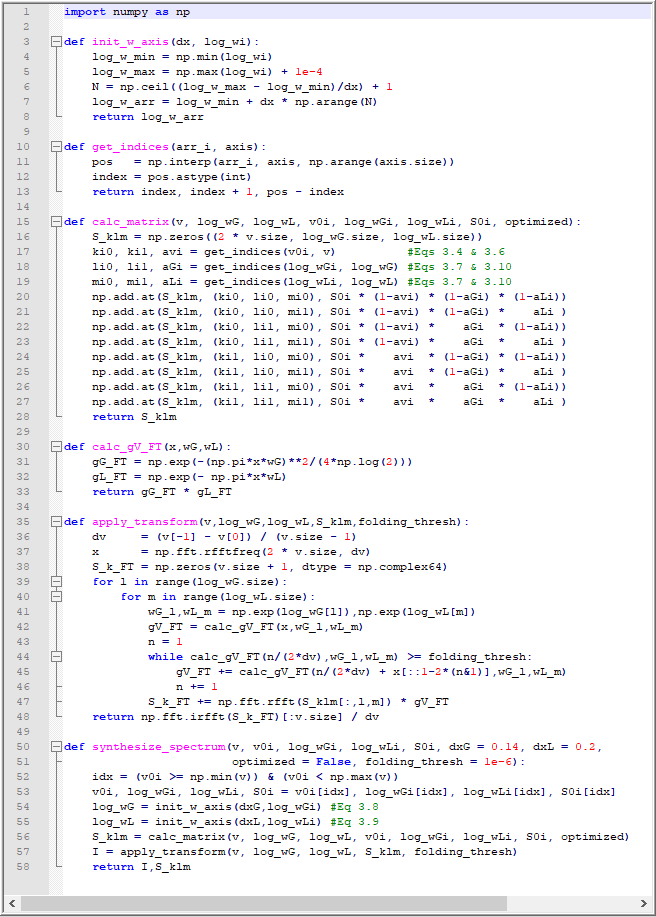 1 import numpy as np
2
3 def init_w_axis(dx, log_wi):
4     log_w_min = np.min(log_wi)
5     log_w_max = np.max(log_wi) + 1e-4
6     N = np.ceil((log_w_max - log_w_min)/dx) + 1
7     log_w_arr = log_w_min + dx * np.arange(N)
8     return log_w_arr
9
10 def get_indices(arr_i, axis):
11     pos   = np.interp(arr_i, axis, np.arange(axis.size))
12     index = pos.astype(int)
13     return index, index + 1, pos - index
14
15 def calc_matrix(v, log_wG, log_wL, v0i, log_wGi, log_wLi, S0i, optimized):
16     S_klm = np.zeros((2 * v.size, log_wG.size, log_wL.size))
17     ki0, ki1, avi = get_indices(v0i, v)          #Eqs 3.4 & 3.6
18     li0, li1, aGi = get_indices(log_wGi, log_wG) #Eqs 3.7 & 3.10
19     mi0, mi1, aLi = get_indices(log_wLi, log_wL) #Eqs 3.7 & 3.10
20     np.add.at(S_klm, (ki0, li0, mi0), S0i * (1-avi) * (1-aGi) * (1-aLi))
21     np.add.at(S_klm, (ki0, li0, mi1), S0i * (1-avi) * (1-aGi) *    aLi )
22     np.add.at(S_klm, (ki0, li1, mi0), S0i * (1-avi) *    aGi  * (1-aLi))
23     np.add.at(S_klm, (ki0, li1, mi1), S0i * (1-avi) *    aGi  *    aLi )
24     np.add.at(S_klm, (ki1, li0, mi0), S0i *    avi  * (1-aGi) * (1-aLi))
25     np.add.at(S_klm, (ki1, li0, mi1), S0i *    avi  * (1-aGi) *    aLi )
26     np.add.at(S_klm, (ki1, li1, mi0), S0i *    avi  *    aGi  * (1-aLi))
27     np.add.at(S_klm, (ki1, li1, mi1), S0i *    avi  *    aGi  *    aLi )
28     return S_klm
29
30 def calc_gV_FT(x,wG,wL):
31     gG_FT = np.exp(-(np.pi*x*wG)**2/(4*np.log(2)))
32     gL_FT = np.exp(- np.pi*x*wL)
33     return gG_FT * gL_FT
34
35 def apply_transform(v,log_wG,log_wL,S_klm,folding_thresh):
36     dv     = (v[-1] - v[0]) / (v.size - 1)
37     x      = np.fft.rfftfreq(2 * v.size, dv)
38     S_k_FT = np.zeros(v.size + 1, dtype = np.complex64)
39     for l in range(log_wG.size):
40         for m in range(log_wL.size):
41             wG_l,wL_m = np.exp(log_wG[l]),np.exp(log_wL[m])
42             gV_FT = calc_gV_FT(x,wG_l,wL_m)
43             n = 1
44             while calc_gV_FT(n/(2*dv),wG_l,wL_m) >= folding_thresh:
45                 gV_FT += calc_gV_FT(n/(2*dv) + x[::1-2*(n&1)],wG_l,wL_m)
46                 n += 1
47             S_k_FT += np.fft.rfft(S_klm[:,l,m]) * gV_FT
48     return np.fft.irfft(S_k_FT)[:v.size] / dv
49
50 def synthesize_spectrum(v, v0i, log_wGi, log_wLi, S0i, dxG = 0.14, dxL = 0.2,
51                         optimized = False, folding_thresh = 1e-6):
52     idx = (v0i >= np.min(v)) & (v0i < np.max(v))
53     v0i, log_wGi, log_wLi, S0i = v0i[idx], log_wGi[idx], log_wLi[idx], S0i[idx]
54     log_wG = init_w_axis(dxG,log_wGi) #Eq 3.8
55     log_wL = init_w_axis(dxL,log_wLi) #Eq 3.9
56     S_klm = calc_matrix(v, log_wG, log_wL, v0i, log_wGi, log_wLi, S0i, optimized)
57     I = apply_transform(v, log_wG, log_wL, S_klm, folding_thresh)
58     return I,S_klm